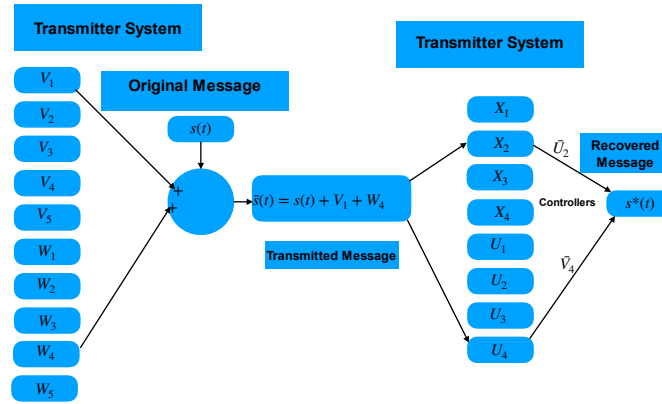 Transmitter System
V₁
V₂
V₃
V₄
V₅
W₁
W₂
W₃
W₄
W₅
Original Message
s(t)
+
+
s̄(t) = s(t) + V₁ + W₄
Transmitted Message
Transmitter System
X₁
X₂
X₃
X₄
U₁
U₂
U₃
U₄
Ū₂
Controllers
V̄₄
Recovered
Message
s*(t)